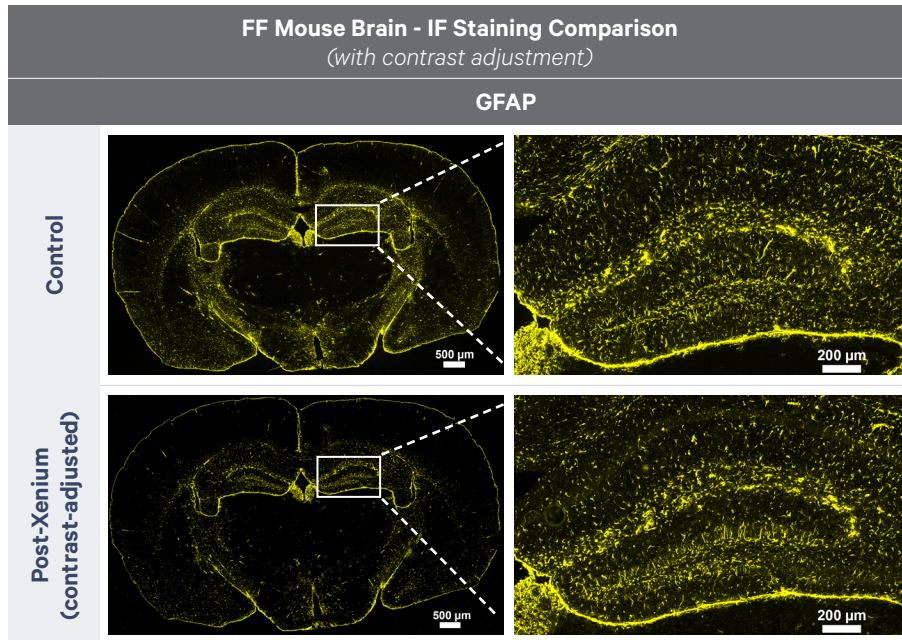 FF Mouse Brain - IF Staining Comparison
(with contrast adjustment)
GFAP
Control
500 µm
200 µm
Post-Xenium
(contrast-adjusted)
500 µm
200 µm